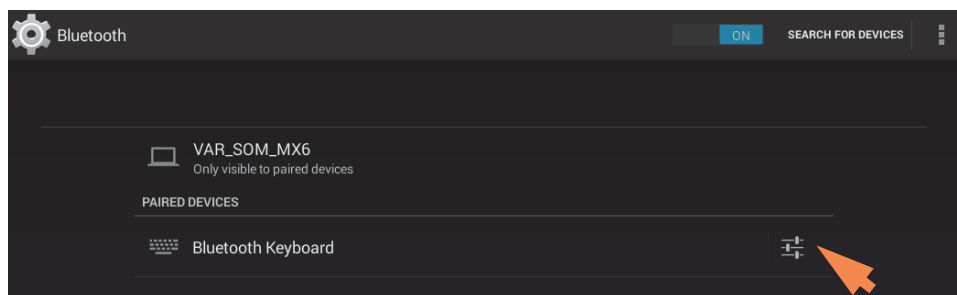 Bluetooth
ON
SEARCH FOR DEVICES
VAR_SOM_MX6
Only visible to paired devices
PAIRED DEVICES
Bluetooth Keyboard